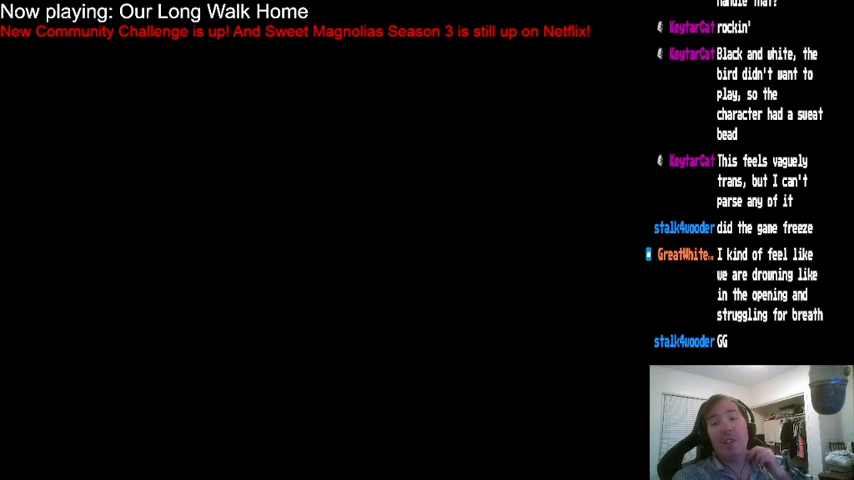 Now playing: Our Long Walk Home
New Community Challenge is up! And Sweet Magnolias Season 3 is still up on Netflix!
handle that?
KeytarCat rockin'
KeytarCat Black and white, the
bird didn't want to
play, so the
character had a sweat
bead
KeytarCat This feels vaguely
trans, but I can't
parse any of it
stalk4wooder did the game freeze
GreatWhite… I kind of feel like
we are drowning like
in the opening and
struggling for breath
stalk4wooder GG